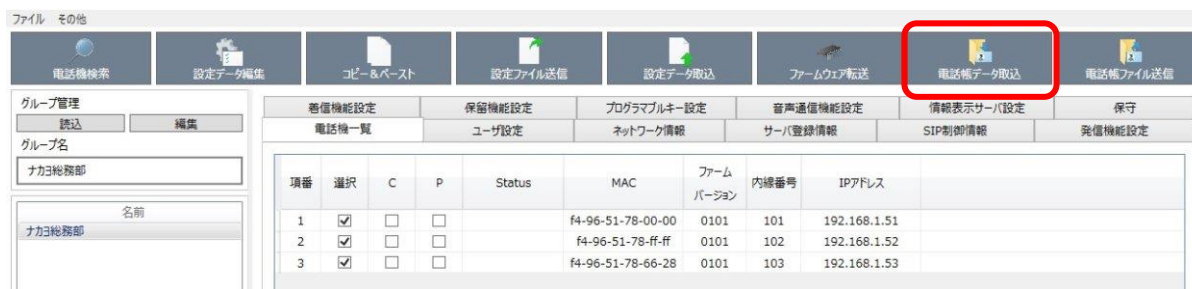 ファイル その他
電話機検索 設定データ編集 コピー&ペースト 設定ファイル送信 設定データ取込 ファームウェア転送 電話帳データ取込 電話帳ファイル送信
グループ管理
読込 編集
グループ名
ナカヨ総務部
名前
ナカヨ総務部
着信機能設定 保留機能設定 プログラマブルキー設定 音声通信機能設定 情報表示サーバ設定 保守
電話機一覧 ユーザ設定 ネットワーク情報 サーバ登録情報 SIP制御情報 発信機能設定
項番 選択 C P Status MAC ファームバージョン 内線番号 IPアドレス
1 f4-96-51-78-00-00 0101 101 192.168.1.51
2 f4-96-51-78-ff-ff 0101 102 192.168.1.52
3 f4-96-51-78-66-28 0101 103 192.168.1.53